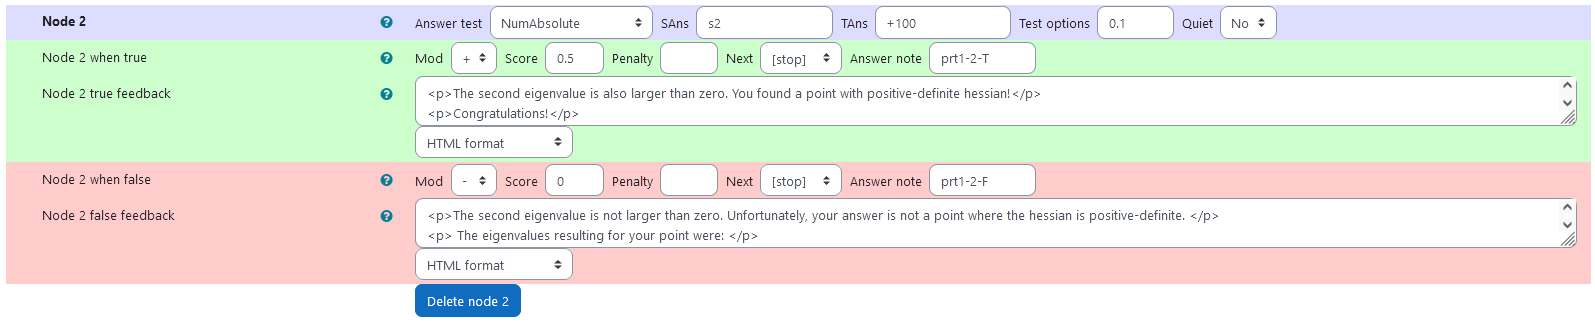 Node 2 Answer test NumAbsolute SAns s2 TAns +100 Test options 0.1 Quiet No
Node 2 when true Mod + Score 0.5 Penalty Next [stop] Answer note prt1-2-T
Node 2 true feedback <p>The second eigenvalue is also larger than zero. You found a point with positive-definite hessian!</p>
<p>Congratulations!</p>
HTML format
Node 2 when false Mod - Score 0 Penalty Next [stop] Answer note prt1-2-F
Node 2 false feedback <p>The second eigenvalue is not larger than zero. Unfortunately, your answer is not a point where the hessian is positive-definite. </p>
<p> The eigenvalues resulting for your point were: </p>
HTML format
Delete node 2